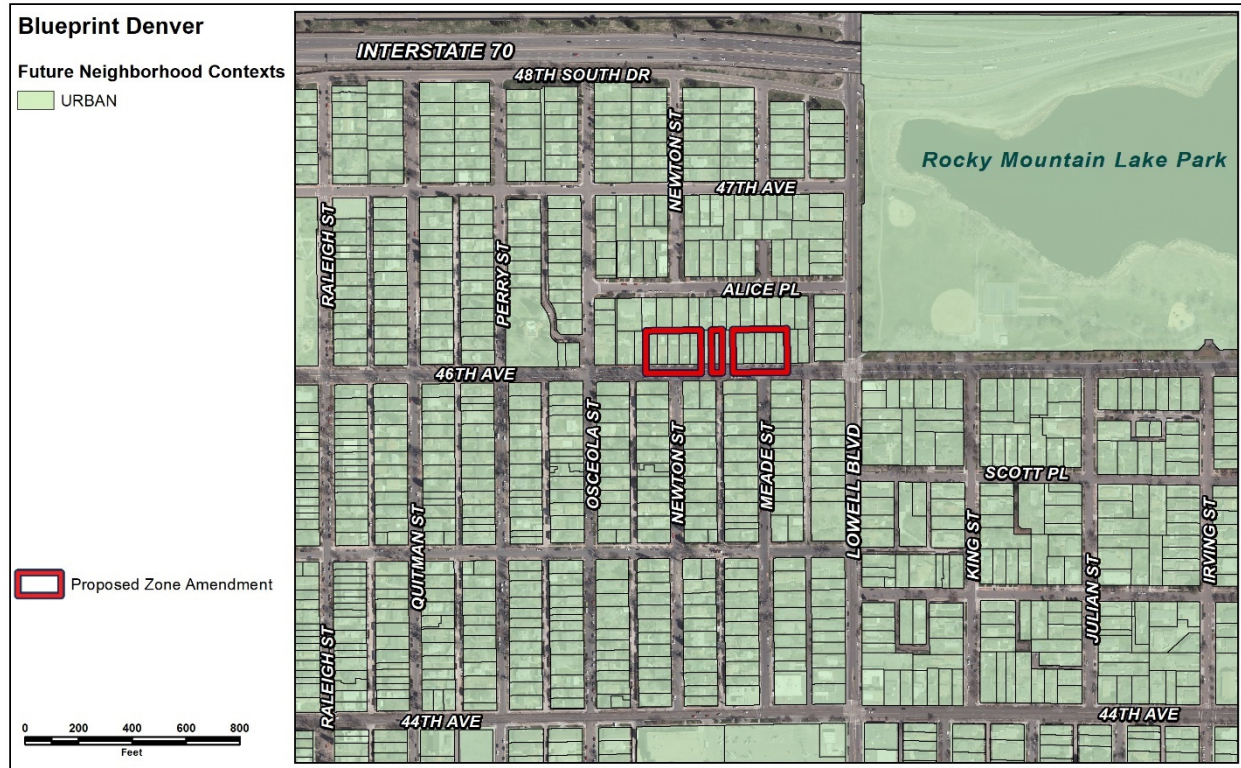 Blueprint Denver
Future Neighborhood Contexts
URBAN
Proposed Zone Amendment
0 200 400 600 800
Feet
INTERSTATE 70
48TH SOUTH DR
NEWTON ST
Rocky Mountain Lake Park
47TH AVE
RALEIGH ST
PERRY ST
ALICE PL
46TH AVE
OSCEOLA ST
NEWTON ST
MEADE ST
LOWELL BLVD
SCOTT PL
QUITMAN ST
KING ST
JULIAN ST
IRVING ST
RALEIGH ST
44TH AVE
44TH AVE